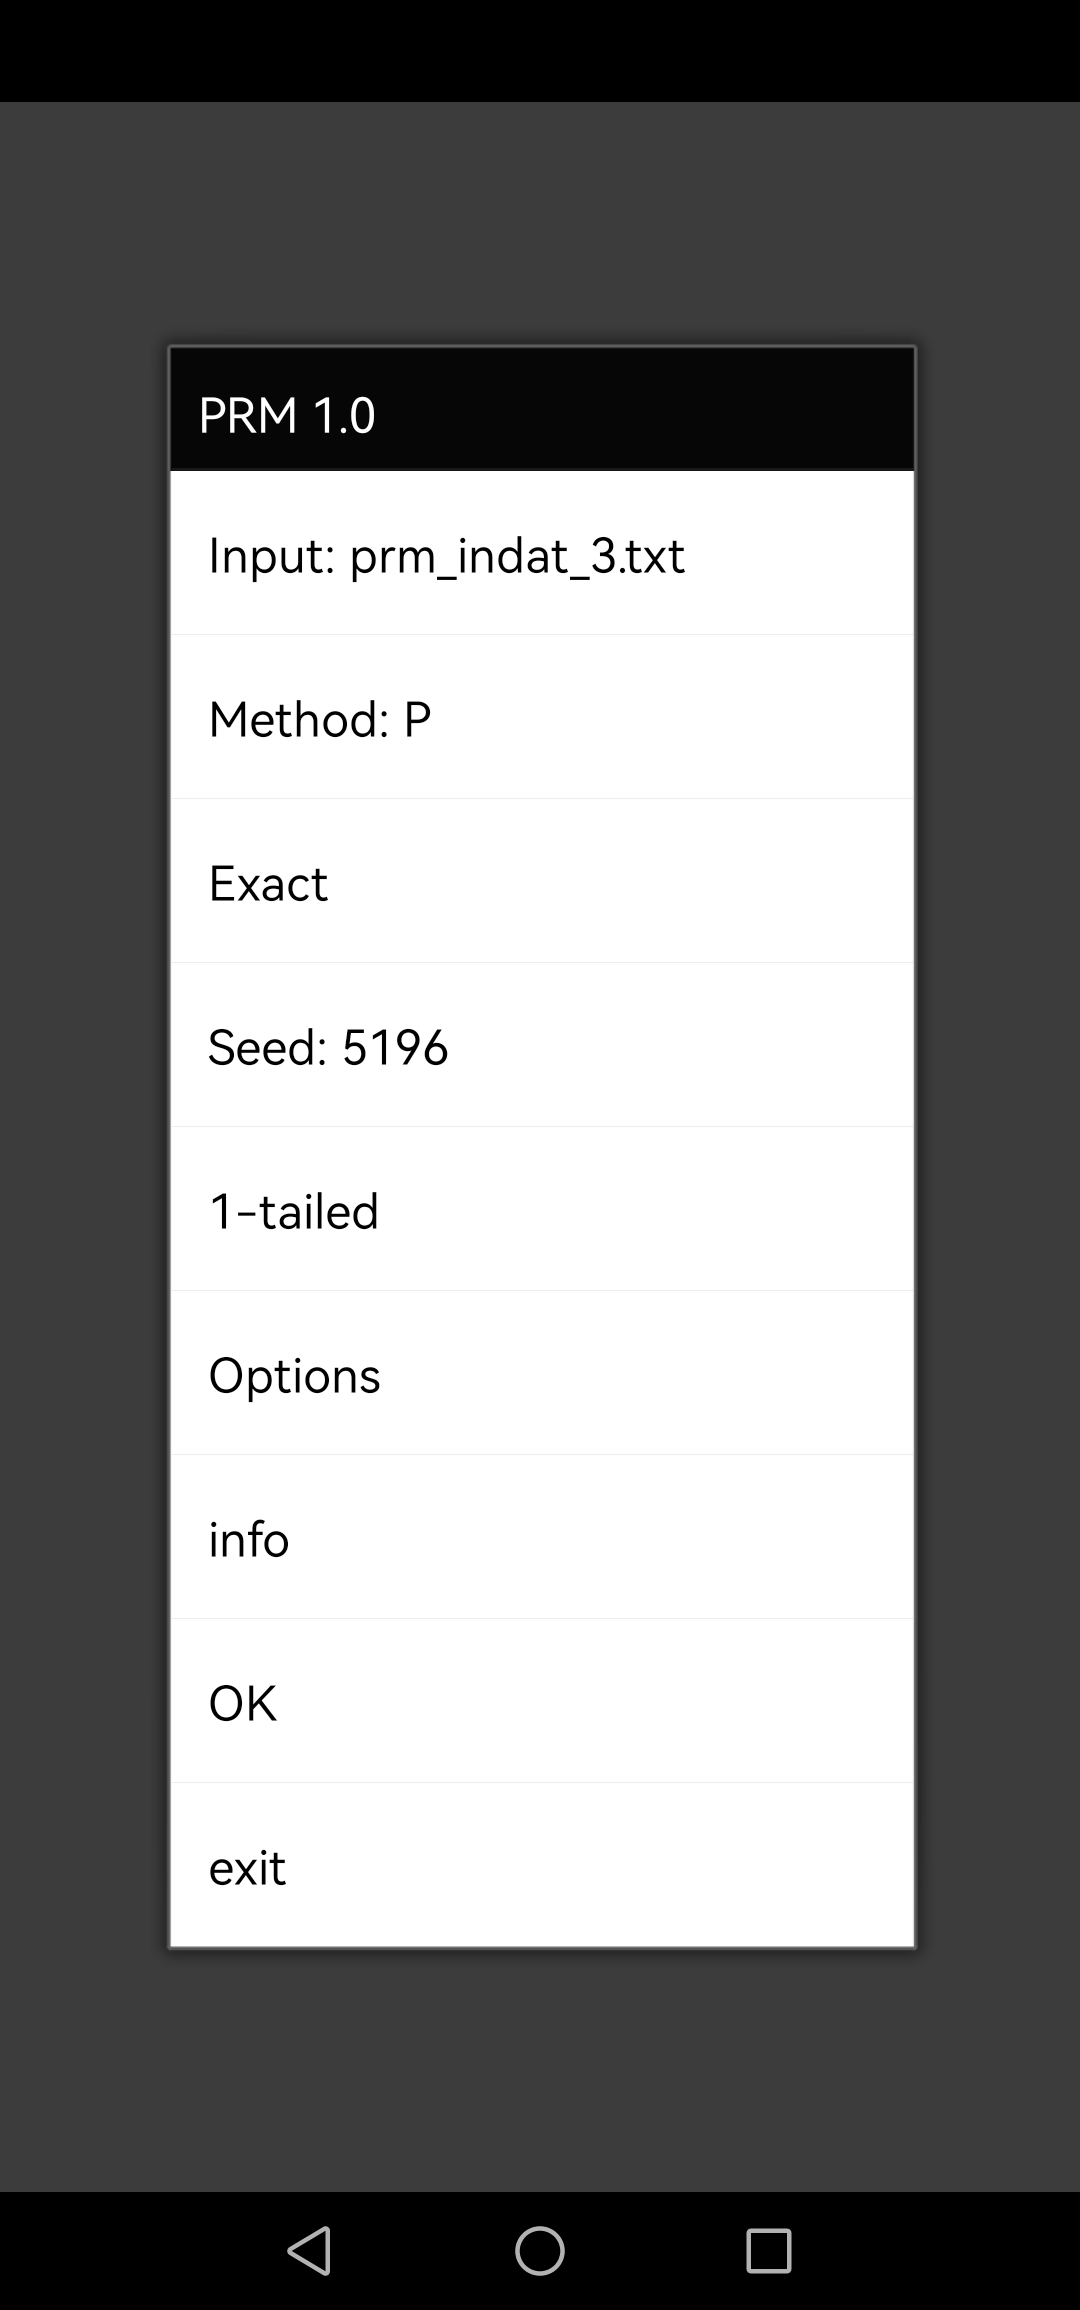 PRM 1.0
Input: prm_indat_3.txt
Method: P
Exact
Seed: 5196
1-tailed
Options
info
OK
exit